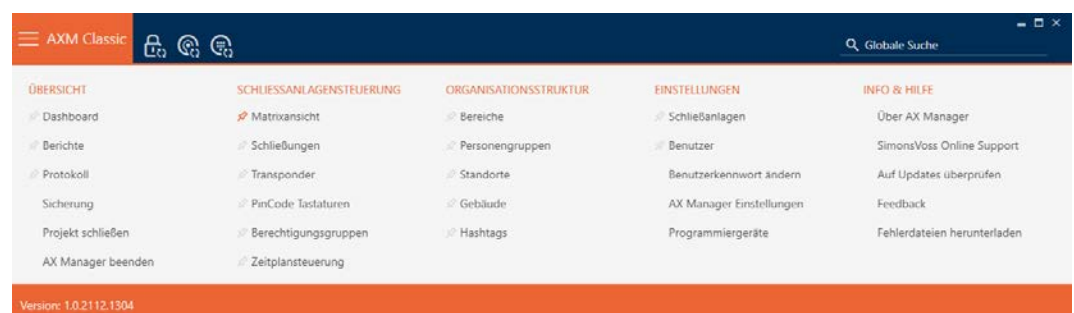 AXM Classic
Globale Suche
ÜBERSICHT
Dashboard
Berichte
Protokoll
Sicherung
Projekt schließen
AX Manager beenden
SCHLIESSANLAGENSTEUERUNG
Matrixansicht
Schließungen
Transponder
PinCode Tastaturen
Berechtigungsgruppen
Zeitplansteuerung
ORGANISATIONSSTRUKTUR
Bereiche
Personengruppen
Standorte
Gebäude
Hashtags
EINSTELLUNGEN
Schließanlagen
Benutzer
Benutzerkennwort ändern
AX Manager Einstellungen
Programmiergeräte
INFO & HILFE
Über AX Manager
SimonsVoss Online Support
Auf Updates überprüfen
Feedback
Fehlerdateien herunterladen
Version: 1.0.2112.1304